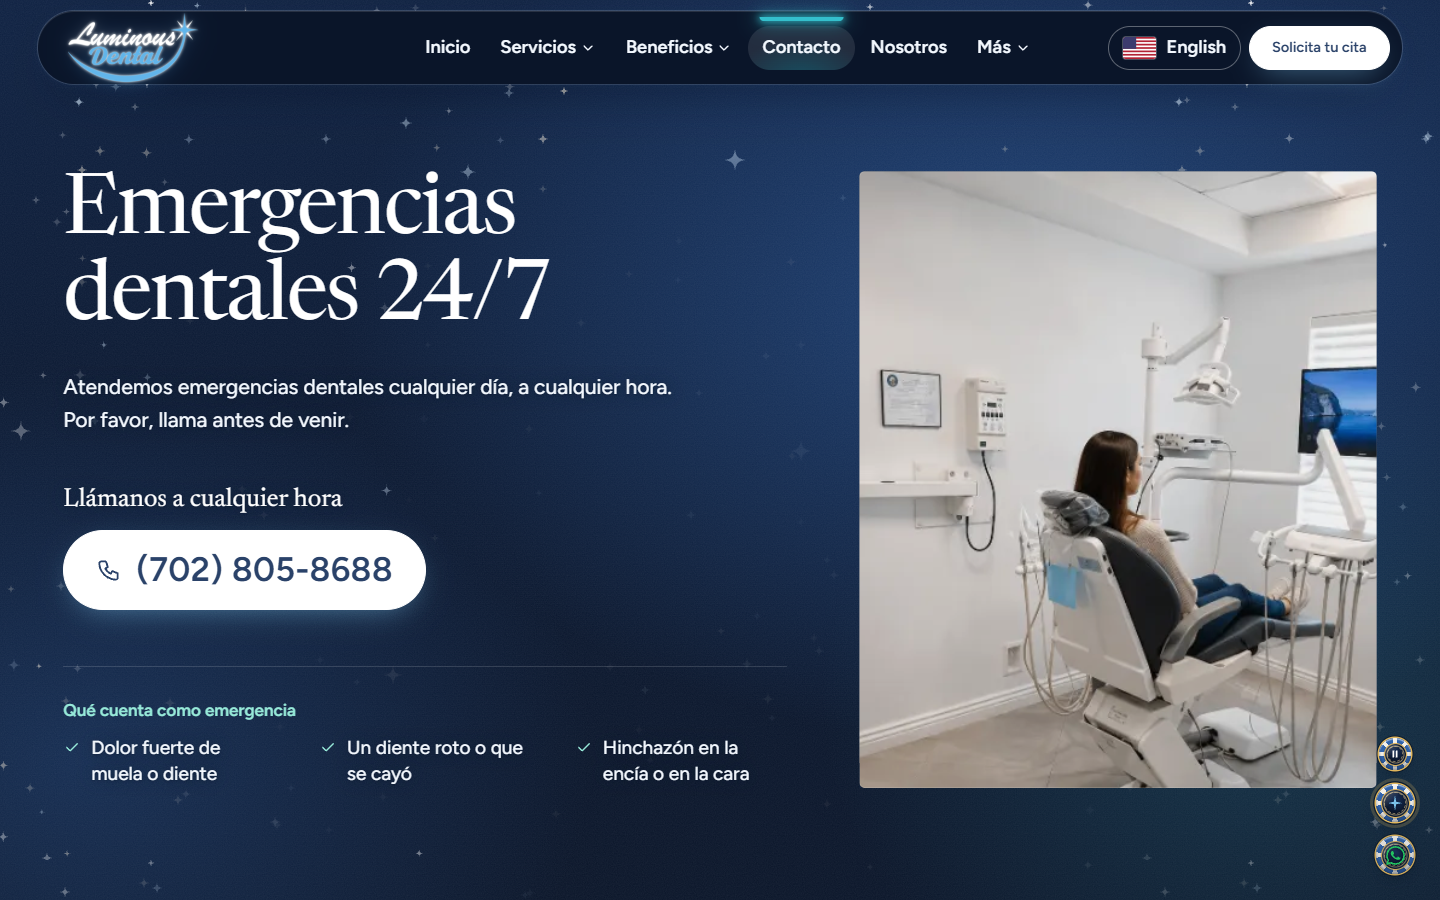 Luminous
Dental
Inicio
Servicios
Beneficios
Contacto
Nosotros
Más
English
Solicita tu cita
Emergencias
dentales 24/7
Atendemos emergencias dentales cualquier día, a cualquier hora.
Por favor, llama antes de venir.
Llámanos a cualquier hora
(702) 805-8688
Qué cuenta como emergencia
Dolor fuerte de
muela o diente
Un diente roto o que
se cayó
Hinchazón en la
encía o en la cara